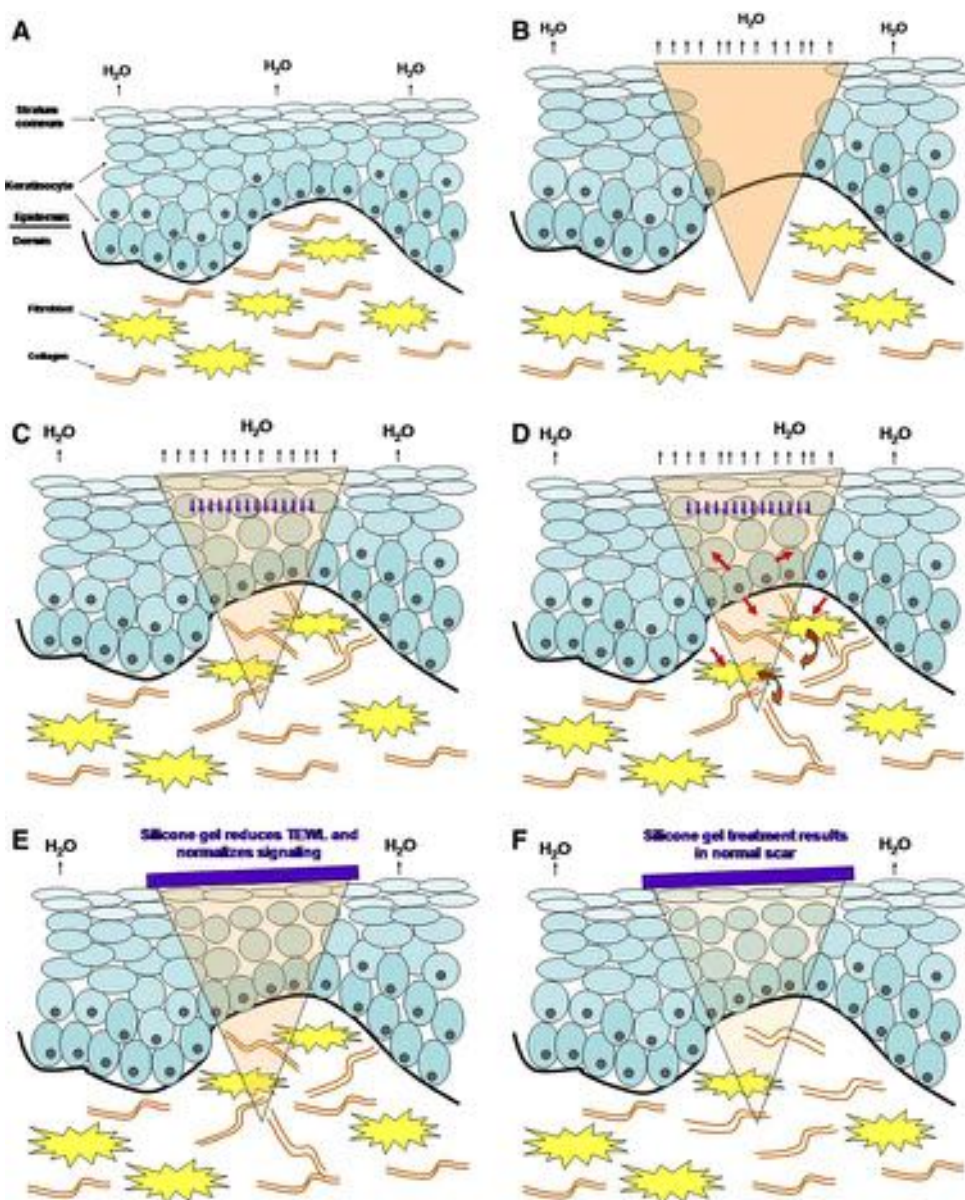 A
H₂O
H₂O
H₂O
Stratum
corneum
Keratinocyte
Epidermis
Dermis
Fibroblast
Collagen
B
H₂O
H₂O
H₂O
C
H₂O
H₂O
H₂O
D
H₂O
H₂O
H₂O
E
Silicone gel reduces TEWL and
normalizes signaling
H₂O
H₂O
F
Silicone gel treatment results
in normal scar
H₂O
H₂O